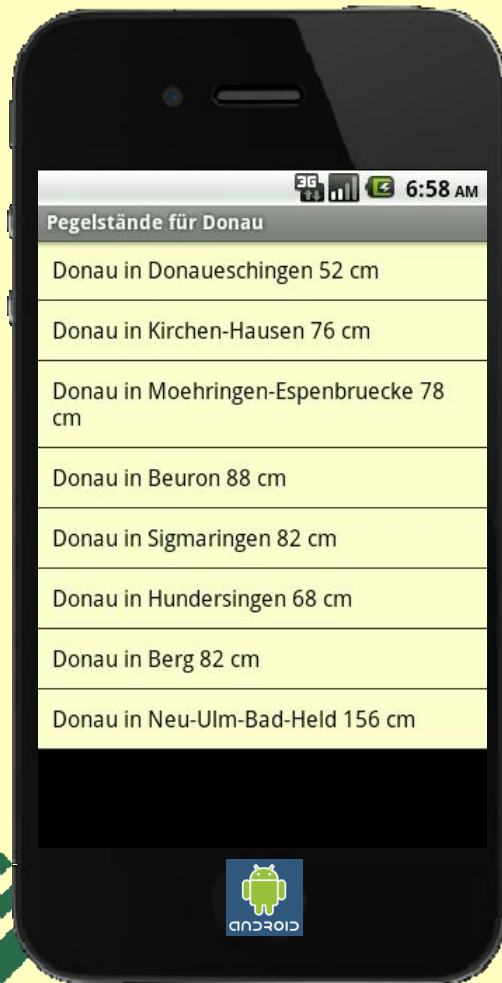 3G 6:58 AM
Pegelstände für Donau
Donau in Donaueschingen 52 cm
Donau in Kirchen-Hausen 76 cm
Donau in Moehringen-Espenbruecke 78
cm
Donau in Beuron 88 cm
Donau in Sigmaringen 82 cm
Donau in Hundersingen 68 cm
Donau in Berg 82 cm
Donau in Neu-Ulm-Bad-Held 156 cm
ANDROID